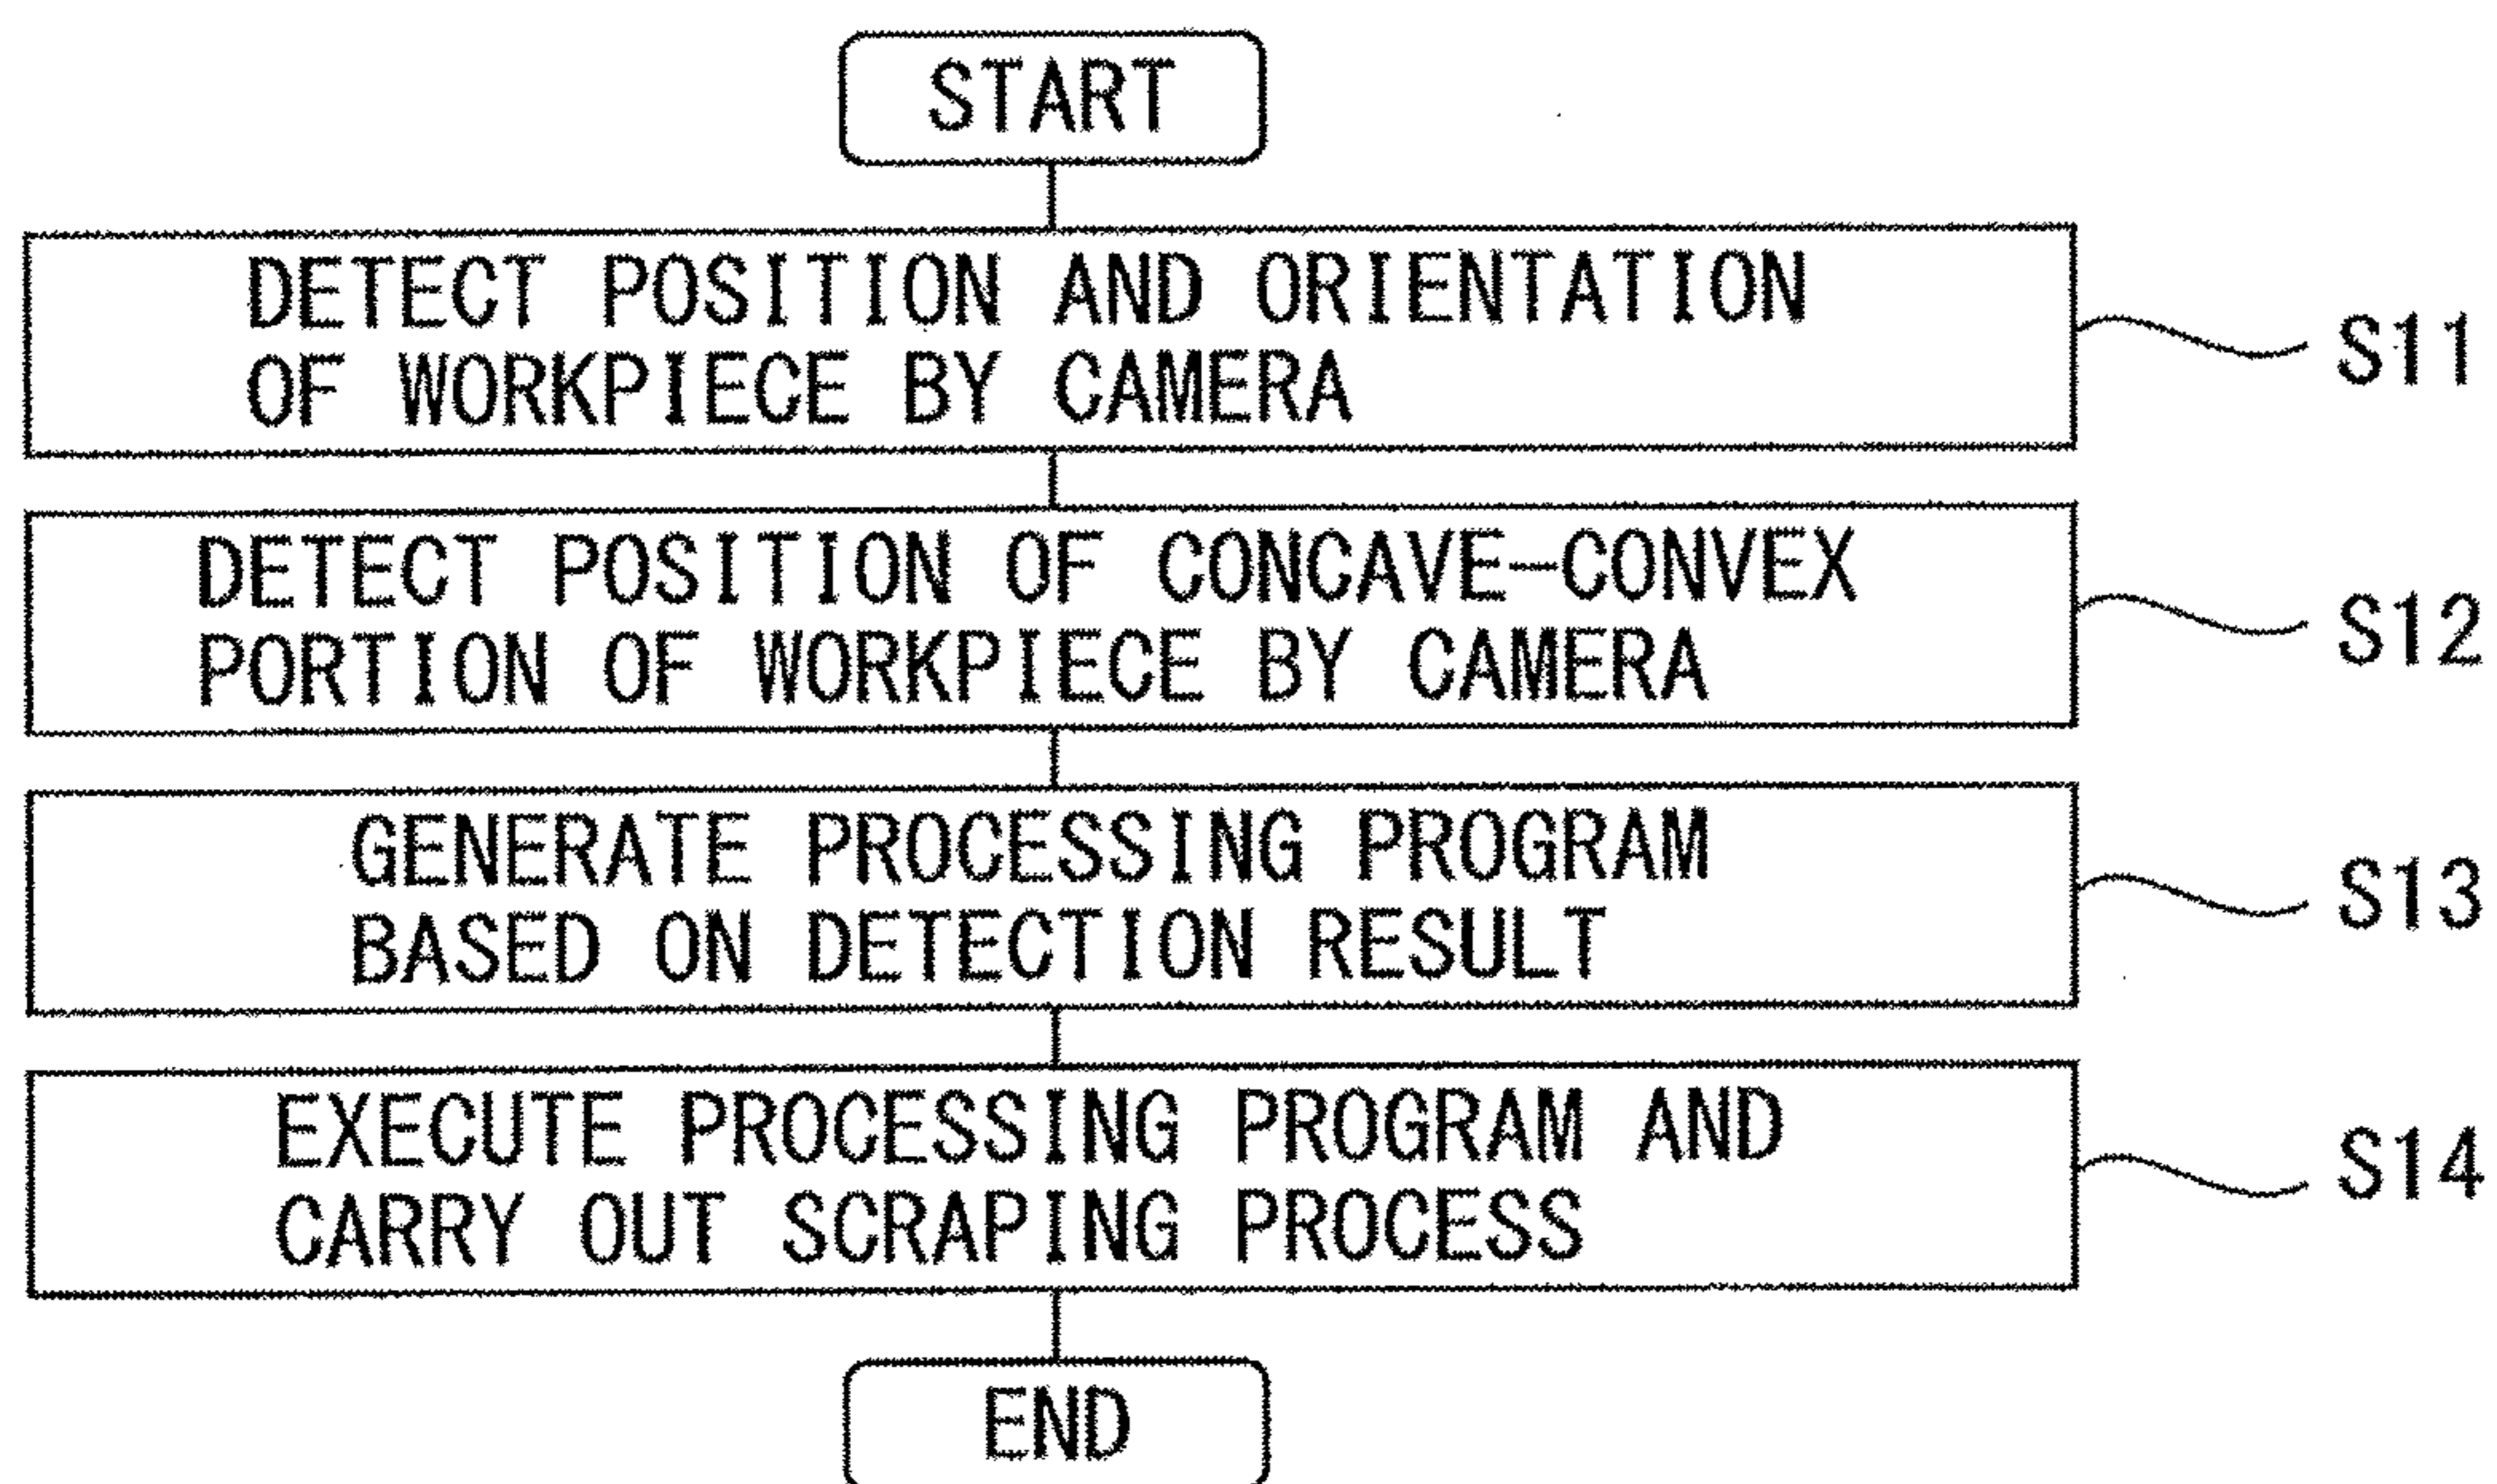 START
DETECT POSITION AND ORIENTATION
OF WORKPIECE BY CAMERA
S11
DETECT POSITION OF CONCAVE-CONVEX
PORTION OF WORKPIECE BY CAMERA
S12
GENERATE PROCESSING PROGRAM
BASED ON DETECTION RESULT
S13
EXECUTE PROCESSING PROGRAM AND
CARRY OUT SCRAPING PROCESS
S14
END